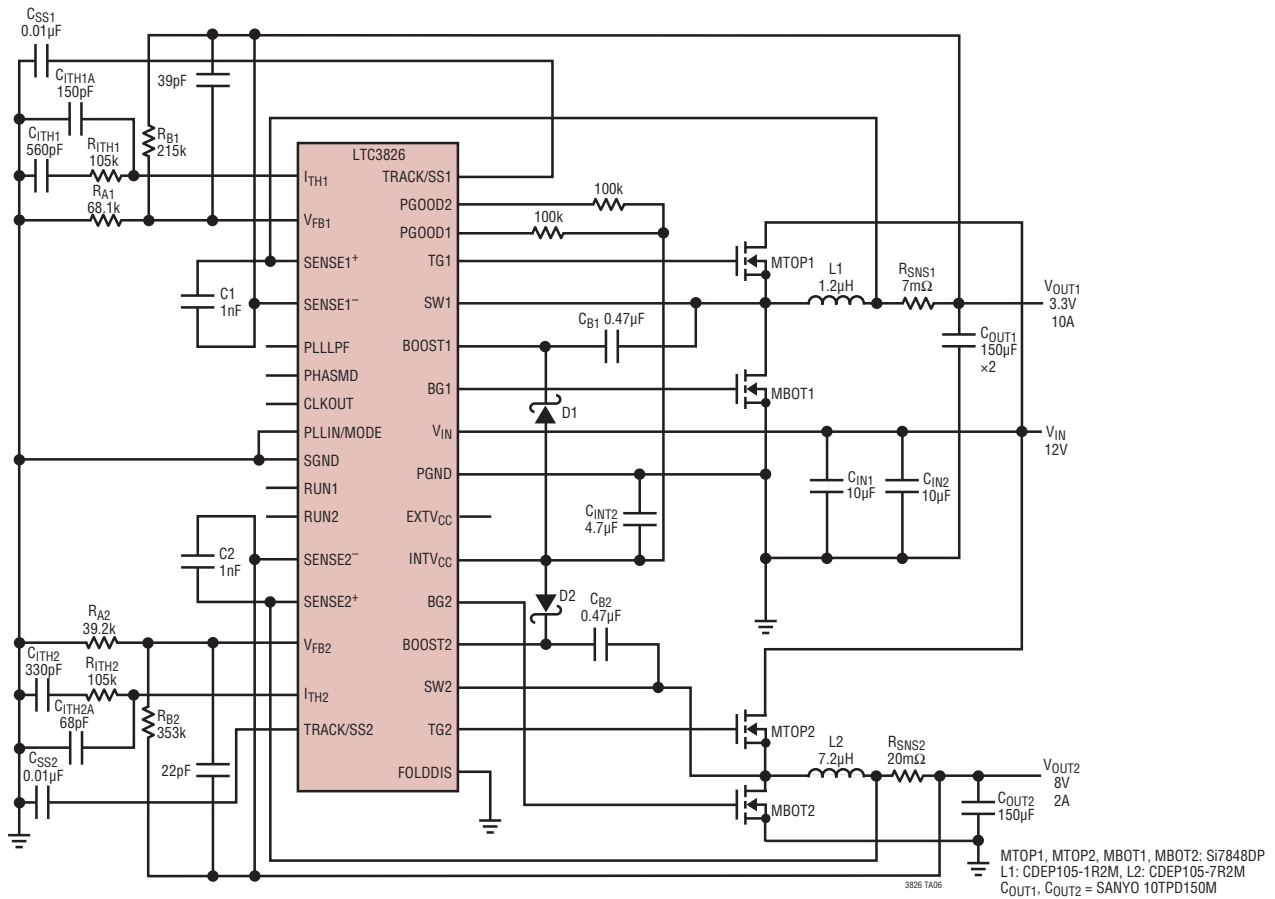 CSS1
0.01µF
CITH1A
150pF
39pF
CITH1
560pF
RITH1
105k
RB1
215k
RA1
68.1k
C1
1nF
C2
1nF
RA2
39.2k
CITH2
330pF
RITH2
105k
CITH2A
68pF
RB2
353k
CSS2
0.01µF
22pF
LTC3826
ITH1
VFB1
SENSE1+
SENSE1–
PLLLPF
PHASMD
CLKOUT
PLLIN/MODE
SGND
RUN1
RUN2
SENSE2–
SENSE2+
VFB2
ITH2
TRACK/SS2
TRACK/SS1
PGOOD2
PGOOD1
TG1
SW1
BOOST1
BG1
VIN
PGND
EXTVCC
INTVCC
BG2
BOOST2
SW2
TG2
FOLDDIS
100k
100k
MTOP1
L1
1.2µH
RSNS1
7mΩ
VOUT1
3.3V
10A
CB1 0.47µF
COUT1
150µF
×2
MBOT1
D1
VIN
12V
CIN1
10µF
CIN2
10µF
CINT2
4.7µF
D2
CB2
0.47µF
MTOP2
L2
7.2µH
RSNS2
20mΩ
VOUT2
8V
2A
COUT2
150µF
MBOT2
3826 TA06
MTOP1, MTOP2, MBOT1, MBOT2: Si7848DP
L1: CDEP105-1R2M, L2: CDEP105-7R2M
COUT1, COUT2 = SANYO 10TPD150M